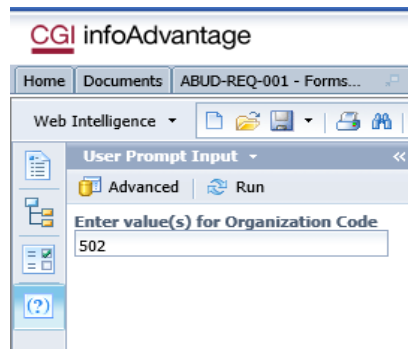 CGI infoAdvantage
Home Documents ABUD-REQ-001 - Forms...
Web Intelligence
User Prompt Input «
Advanced Run
Enter value(s) for Organization Code
502
(?)